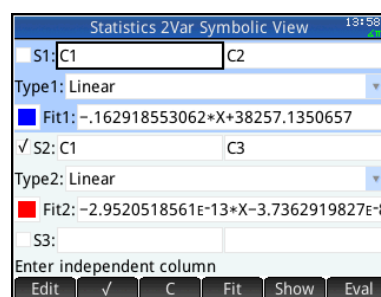 Statistics 2Var Symbolic View 13:58
S1: C1 C2
Type1: Linear
Fit1: -.162918553062*X+38257.1350657
√ S2: C1 C3
Type2: Linear
Fit2: -2.9520518561E-13*X-3.7362919827E-8
S3:
Enter independent column
Edit √ C Fit Show Eval